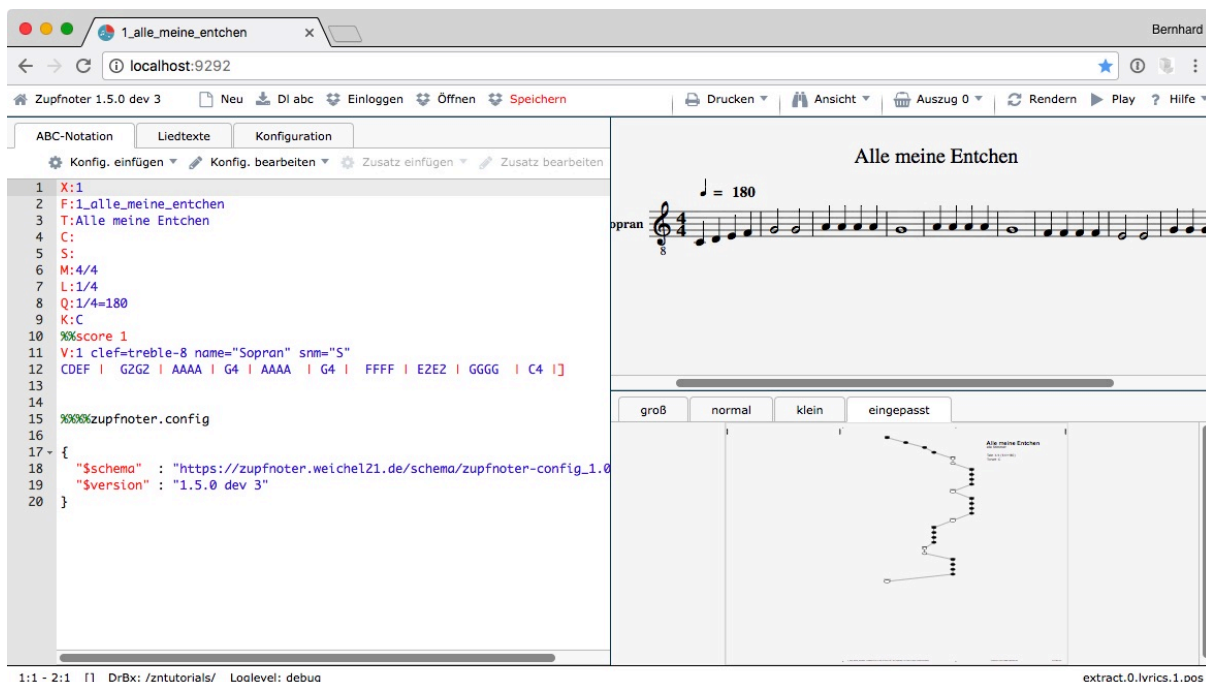 1_alle_meine_entchen
Bernhard
localhost:9292
Zupfnoter 1.5.0 dev 3 Neu Dl abc Einloggen Öffnen Speichern Drucken Ansicht Auszug 0 Rendern Play ? Hilfe
ABC-Notation Liedtexte Konfiguration
Konfig. einfügen Konfig. bearbeiten Zusatz einfügen Zusatz bearbeiten
1 X:1
2 F:1_alle_meine_entchen
3 T:Alle meine Entchen
4 C:
5 S:
6 M:4/4
7 L:1/4
8 Q:1/4=180
9 K:C
10 %%score 1
11 V:1 clef=treble-8 name="Sopran" snm="S"
12 CDEF | G2G2 | AAAA | G4 | AAAA | G4 | FFFF | E2E2 | GGGG | C4 |]
13
14
15 %%%%zupfnoter.config
16
17 {
18 "$schema" : "https://zupfnoter.weichel21.de/schema/zupfnoter-config_1.0
19 "$version" : "1.5.0 dev 3"
20 }
Alle meine Entchen
= 180
opran
4
4
8
groß normal klein eingepasst
Alle meine Entchen
1:1 - 2:1 [] DrBx: /zntutorials/ Loglevel: debug
extract.0.lyrics.1.pos